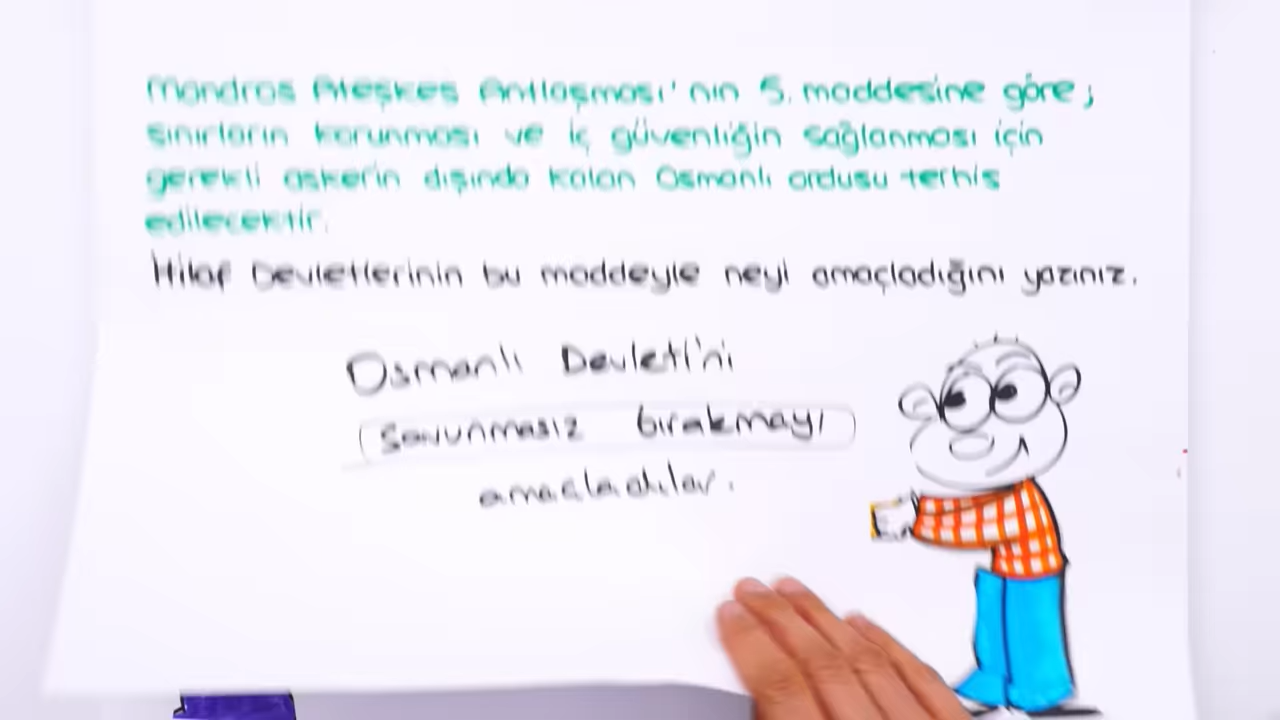 Mondros Ateşkes Antlaşması'nın 5. maddesine göre;
sınırların korunması ve iç güvenliğin sağlanması için
gerekli askerin dışında kalan Osmanlı ordusu terhis
edilecektir.
İtilaf Devletlerinin bu maddeyle neyi amaçladığını yazınız.
Osmanlı Devleti'ni
savunmasız bırakmayı
amaçladılar.